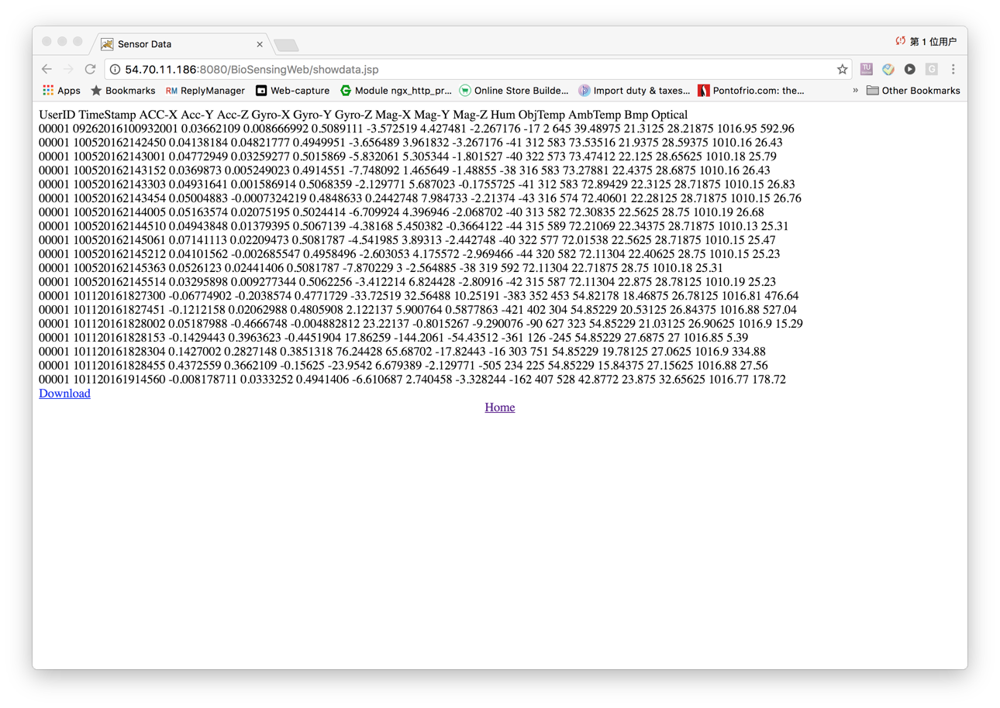 Sensor Data
第 1 位用户
54.70.11.186:8080/BioSensingWeb/showdata.jsp
TU
G
Apps Bookmarks RM ReplyManager Web-capture Module ngx_http_pr... Online Store Builde... Import duty & taxes... Pontofrio.com: the... » Other Bookmarks
UserID TimeStamp ACC-X Acc-Y Acc-Z Gyro-X Gyro-Y Gyro-Z Mag-X Mag-Y Mag-Z Hum ObjTemp AmbTemp Bmp Optical
00001 09262016100932001 0.03662109 0.008666992 0.5089111 -3.572519 4.427481 -2.267176 -17 2 645 39.48975 21.3125 28.21875 1016.95 592.96
00001 100520162142450 0.04138184 0.04821777 0.4949951 -3.656489 3.961832 -3.267176 -41 312 583 73.53516 21.9375 28.59375 1010.16 26.43
00001 100520162143001 0.04772949 0.03259277 0.5015869 -5.832061 5.305344 -1.801527 -40 322 573 73.47412 22.125 28.65625 1010.18 25.79
00001 100520162143152 0.0369873 0.005249023 0.4914551 -7.748092 1.465649 -1.48855 -38 316 583 73.27881 22.4375 28.6875 1010.16 26.43
00001 100520162143303 0.04931641 0.001586914 0.5068359 -2.129771 5.687023 -0.1755725 -41 312 583 72.89429 22.3125 28.71875 1010.15 26.83
00001 100520162143454 0.05004883 -0.0007324219 0.4848633 0.2442748 7.984733 -2.21374 -43 316 574 72.40601 22.28125 28.71875 1010.15 26.76
00001 100520162144005 0.05163574 0.02075195 0.5024414 -6.709924 4.396946 -2.068702 -40 313 582 72.30835 22.5625 28.75 1010.19 26.68
00001 100520162144510 0.04943848 0.01379395 0.5067139 -4.38168 5.450382 -0.3664122 -44 315 589 72.21069 22.34375 28.71875 1010.13 25.31
00001 100520162145061 0.07141113 0.02209473 0.5081787 -4.541985 3.89313 -2.442748 -40 322 577 72.01538 22.5625 28.71875 1010.15 25.47
00001 100520162145212 0.04101562 -0.002685547 0.4958496 -2.603053 4.175572 -2.969466 -44 320 582 72.11304 22.40625 28.75 1010.15 25.23
00001 100520162145363 0.0526123 0.02441406 0.5081787 -7.870229 3 -2.564885 -38 319 592 72.11304 22.71875 28.75 1010.18 25.31
00001 100520162145514 0.03295898 0.009277344 0.5062256 -3.412214 6.824428 -2.80916 -42 315 587 72.11304 22.875 28.78125 1010.19 25.23
00001 101120161827300 -0.06774902 -0.2038574 0.4771729 -33.72519 32.56488 10.25191 -383 352 453 54.82178 18.46875 26.78125 1016.81 476.64
00001 101120161827451 -0.1212158 0.02062988 0.4805908 2.122137 5.900764 0.5877863 -421 402 304 54.85229 20.53125 26.84375 1016.88 527.04
00001 101120161828002 0.05187988 -0.4666748 -0.004882812 23.22137 -0.8015267 -9.290076 -90 627 323 54.85229 21.03125 26.90625 1016.9 15.29
00001 101120161828153 -0.1429443 0.3963623 -0.4451904 17.86259 -144.2061 -54.43512 -361 126 -245 54.85229 27.6875 27 1016.85 5.39
00001 101120161828304 0.1427002 0.2827148 0.3851318 76.24428 65.68702 -17.82443 -16 303 751 54.85229 19.78125 27.0625 1016.9 334.88
00001 101120161828455 0.4372559 0.3662109 -0.15625 -23.9542 6.679389 -2.129771 -505 234 225 54.85229 15.84375 27.15625 1016.88 27.56
00001 101120161914560 -0.008178711 0.0333252 0.4941406 -6.610687 2.740458 -3.328244 -162 407 528 42.8772 23.875 32.65625 1016.77 178.72
Download
Home